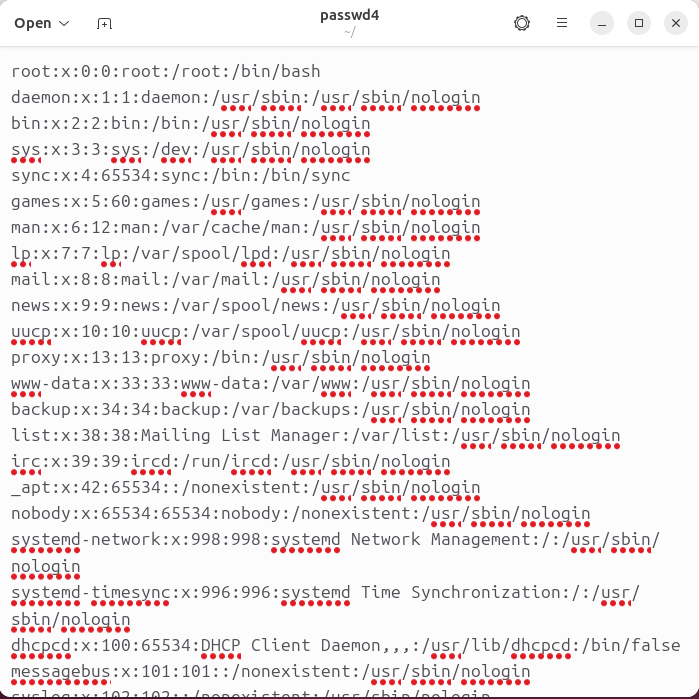 Open
passwd4
~/
root:x:0:0:root:/root:/bin/bash
daemon:x:1:1:daemon:/usr/sbin:/usr/sbin/nologin
bin:x:2:2:bin:/bin:/usr/sbin/nologin
sys:x:3:3:sys:/dev:/usr/sbin/nologin
sync:x:4:65534:sync:/bin:/bin/sync
games:x:5:60:games:/usr/games:/usr/sbin/nologin
man:x:6:12:man:/var/cache/man:/usr/sbin/nologin
lp:x:7:7:lp:/var/spool/lpd:/usr/sbin/nologin
mail:x:8:8:mail:/var/mail:/usr/sbin/nologin
news:x:9:9:news:/var/spool/news:/usr/sbin/nologin
uucp:x:10:10:uucp:/var/spool/uucp:/usr/sbin/nologin
proxy:x:13:13:proxy:/bin:/usr/sbin/nologin
www-data:x:33:33:www-data:/var/www:/usr/sbin/nologin
backup:x:34:34:backup:/var/backups:/usr/sbin/nologin
list:x:38:38:Mailing List Manager:/var/list:/usr/sbin/nologin
irc:x:39:39:ircd:/run/ircd:/usr/sbin/nologin
_apt:x:42:65534::/nonexistent:/usr/sbin/nologin
nobody:x:65534:65534:nobody:/nonexistent:/usr/sbin/nologin
systemd-network:x:998:998:systemd Network Management:/:/usr/sbin/
nologin
systemd-timesync:x:996:996:systemd Time Synchronization:/:/usr/
sbin/nologin
dhcpcd:x:100:65534:DHCP Client Daemon,,,:/usr/lib/dhcpcd:/bin/false
messagebus:x:101:101::/nonexistent:/usr/sbin/nologin
syslog:x:102:102::/nonexistent:/usr/sbin/nologin